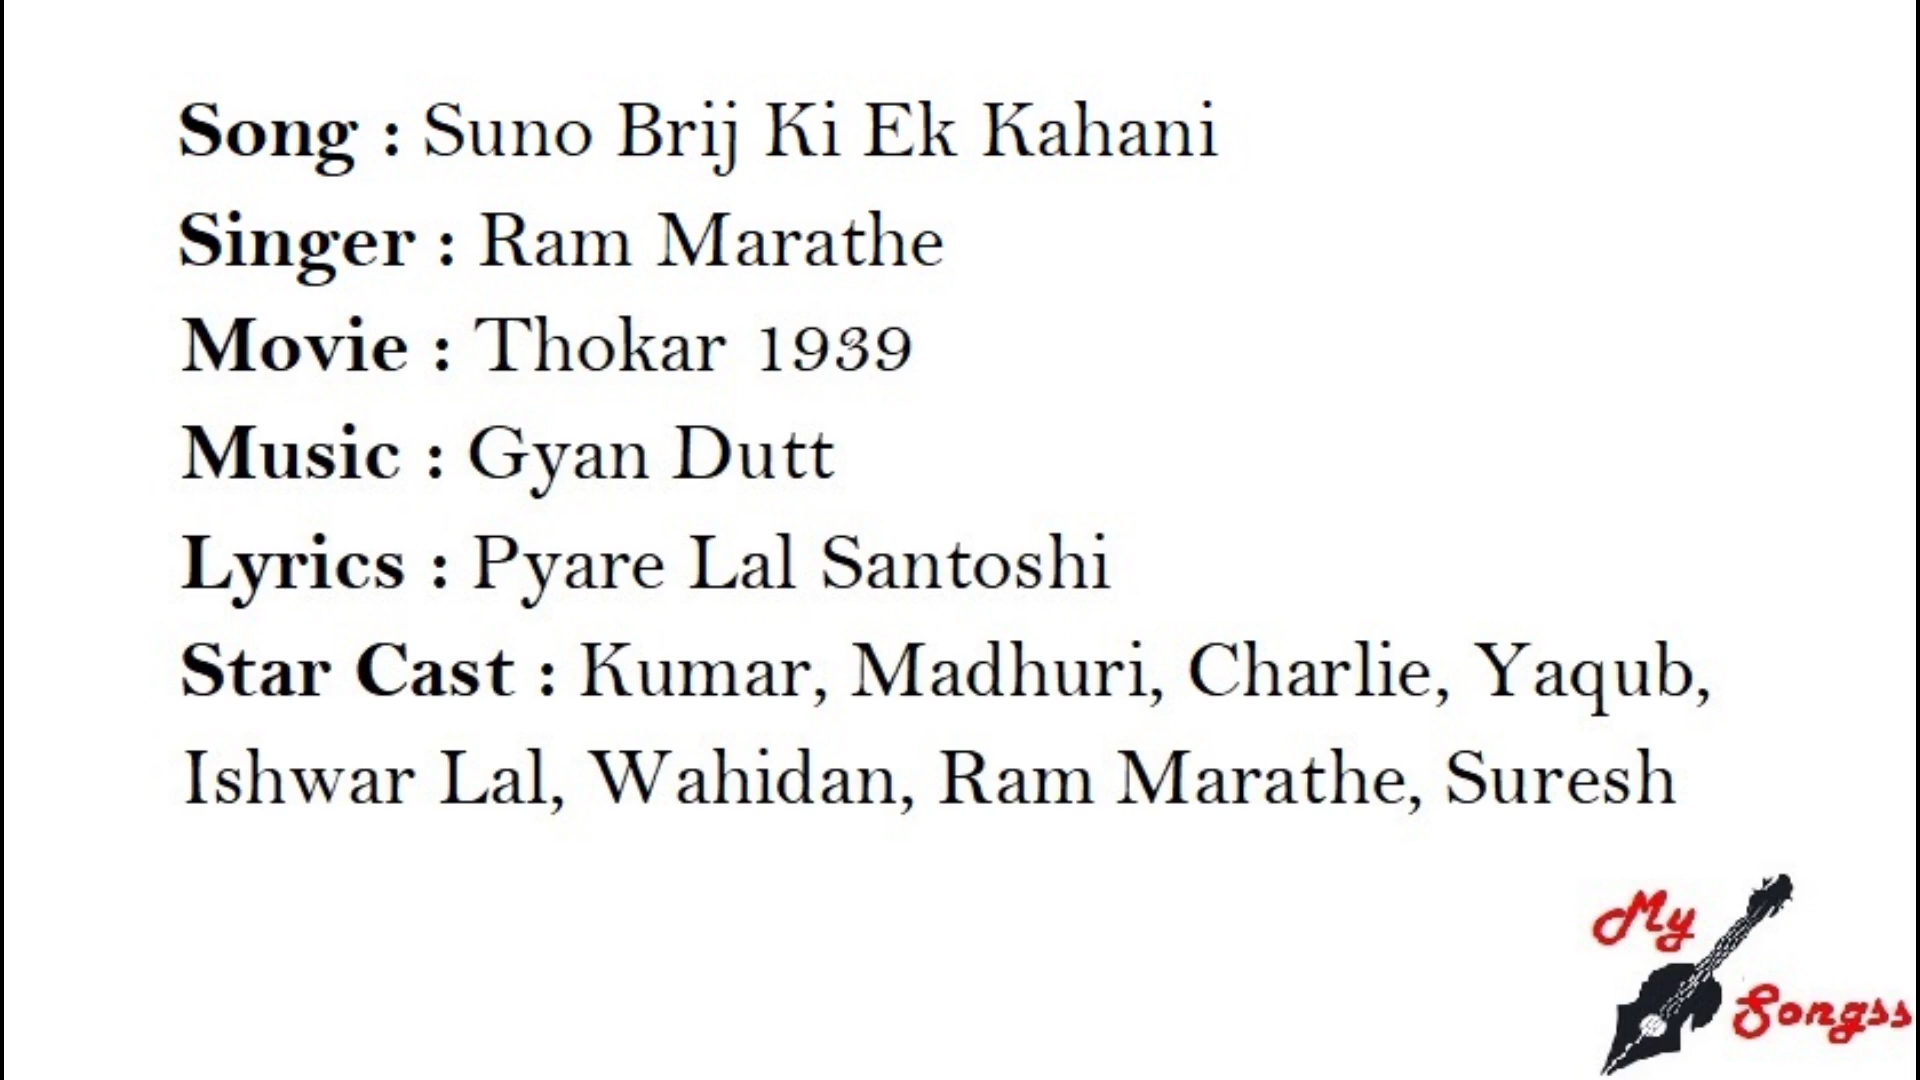 Song : Suno Brij Ki Ek Kahani
Singer : Ram Marathe
Movie : Thokar 1939
Music : Gyan Dutt
Lyrics : Pyare Lal Santoshi
Star Cast : Kumar, Madhuri, Charlie, Yaqub,
Ishwar Lal, Wahidan, Ram Marathe, Suresh
My
Songss